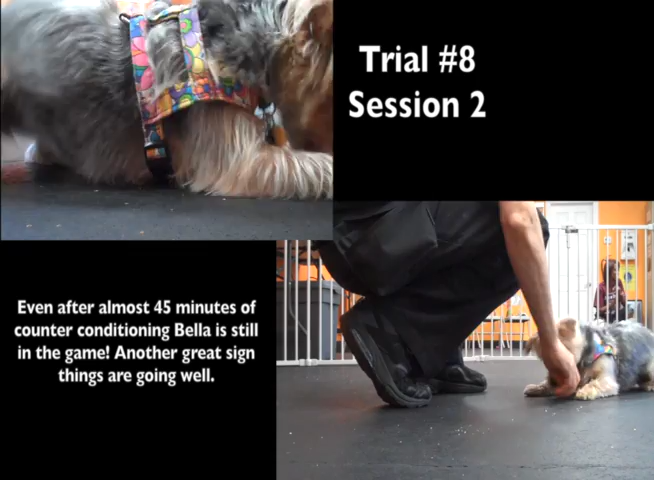 Trial #8
Session 2
Even after almost 45 minutes of
counter conditioning Bella is still
in the game! Another great sign
things are going well.